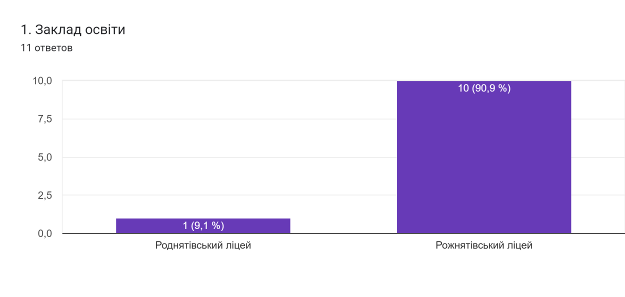 1. Заклад освіти
11 ответов
10,0
7,5
5,0
2,5
0,0
1 (9,1 %)
10 (90,9 %)
Роднятівський ліцей
Рожнятівський ліцей